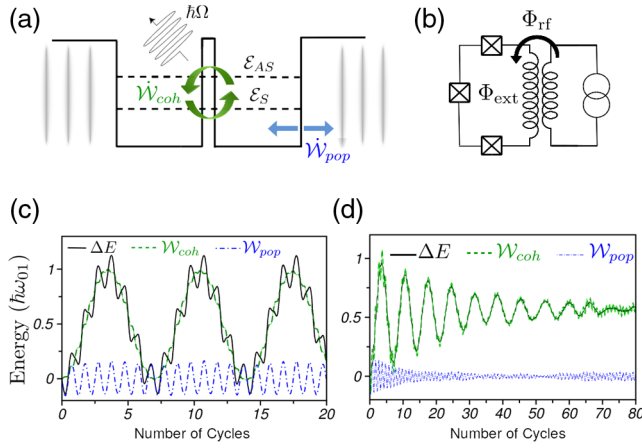 (a)
ħΩ
ℰ_AS
ℰ_S
Ẇ_coh
Ẇ_pop
(b)
Φ_rf
Φ_ext
(c)
ΔE
W_coh
W_pop
Energy (ħω₀₁)
1
0.5
0
0 5 10 15 20
Number of Cycles
(d)
ΔE
W_coh
W_pop
1
0.5
0
0 10 20 30 40 50 60 70 80
Number of Cycles